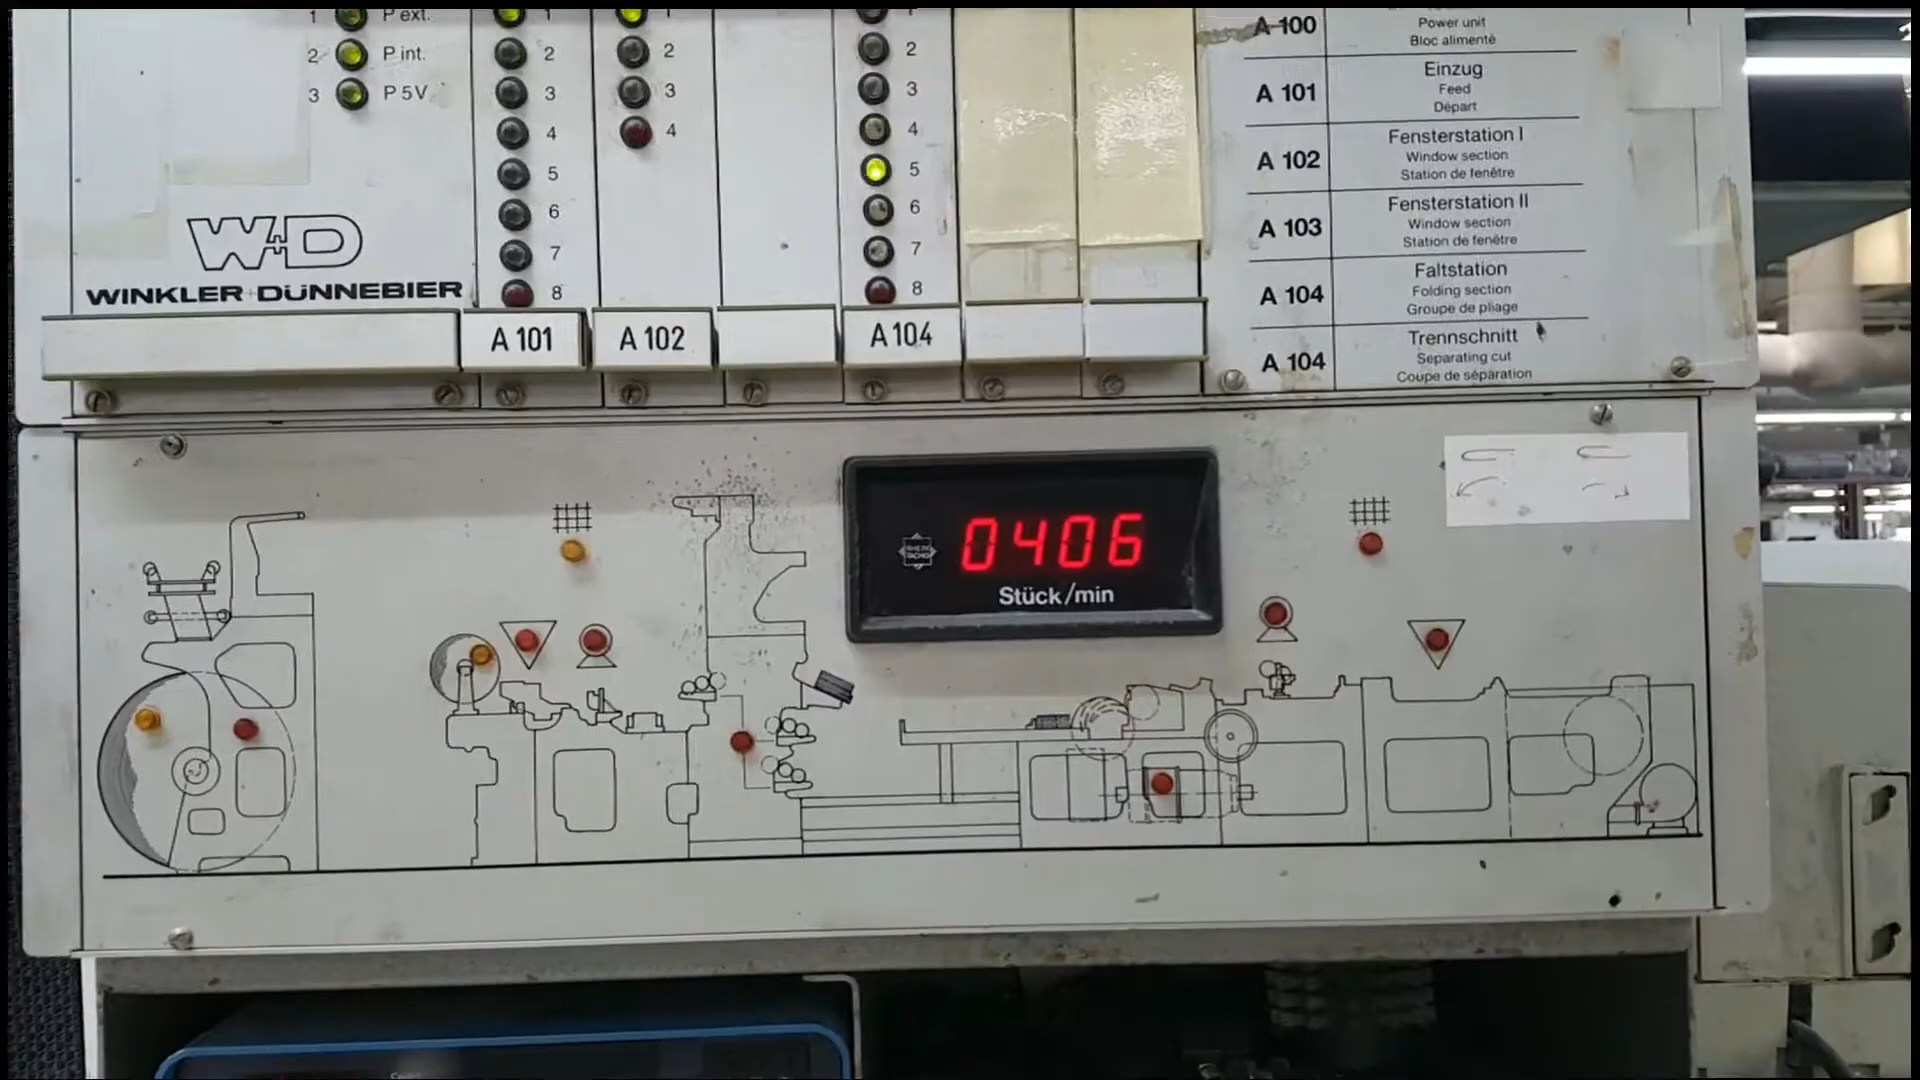 1 P ext.
2 P int.
3 P 5V
1
2
3
4
5
6
7
8
1
2
3
4
1
2
3
4
5
6
7
8
W+D
WINKLER+DÜNNEBIER
A 101
A 102
A 104
A 100
Power unit
Bloc alimenté
A 101
Einzug
Feed
Départ
A 102
Fensterstation I
Window section
Station de fenêtre
A 103
Fensterstation II
Window section
Station de fenêtre
A 104
Faltstation
Folding section
Groupe de pliage
A 104
Trennschnitt
Separating cut
Coupe de séparation
0406
Stück/min